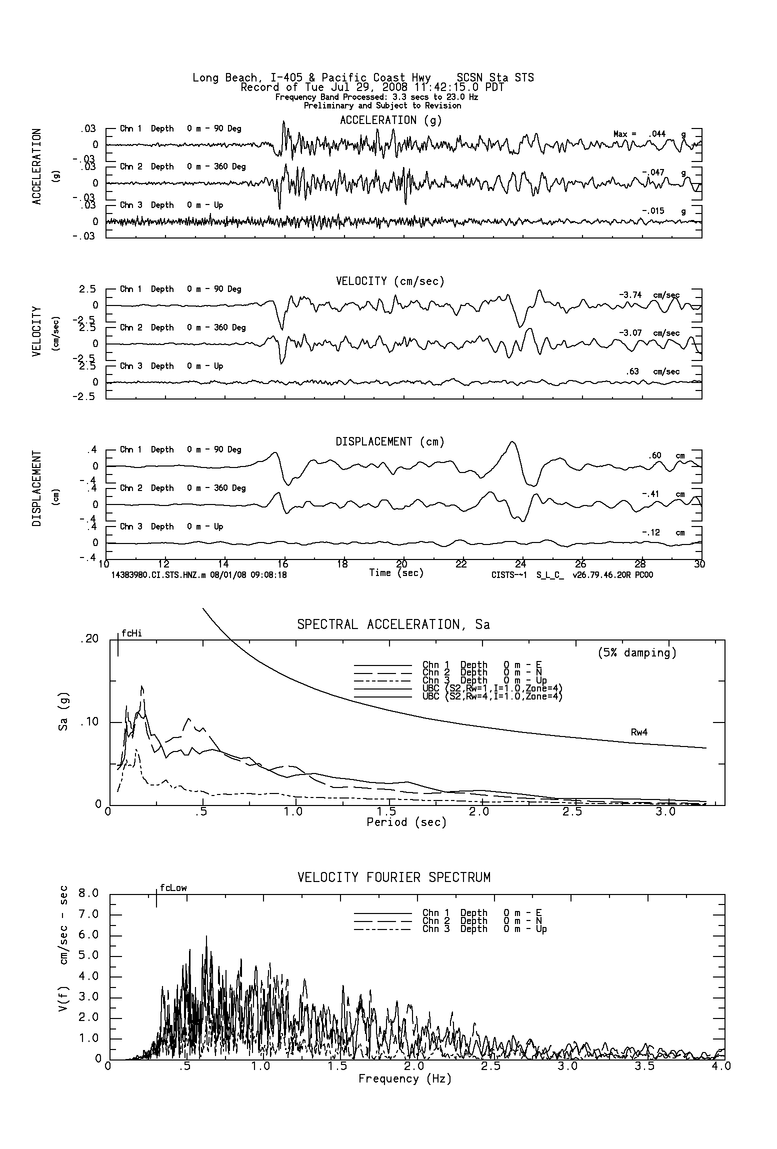 Long Beach, I-405 & Pacific Coast Hwy SCSN Sta STS
Record of Tue Jul 29, 2008 11:42:15.0 PDT
Frequency Band Processed: 3.3 secs to 23.0 Hz
Preliminary and Subject to Revision
ACCELERATION (g)
ACCELERATION
(g)
.03
0
-.03
Chn 1 Depth 0 m - 90 Deg
Max = .044 g
.03
0
-.03
Chn 2 Depth 0 m - 360 Deg
-.047 g
.03
0
-.03
Chn 3 Depth 0 m - Up
-.015 g
VELOCITY (cm/sec)
VELOCITY
(cm/sec)
2.5
0
-2.5
Chn 1 Depth 0 m - 90 Deg
-3.74 cm/sec
2.5
0
-2.5
Chn 2 Depth 0 m - 360 Deg
-3.07 cm/sec
2.5
0
-2.5
Chn 3 Depth 0 m - Up
.63 cm/sec
DISPLACEMENT (cm)
DISPLACEMENT
(cm)
.4
0
-.4
Chn 1 Depth 0 m - 90 Deg
.60 cm
.4
0
-.4
Chn 2 Depth 0 m - 360 Deg
-.41 cm
.4
0
-.4
Chn 3 Depth 0 m - Up
-.12 cm
10 12 14 16 18 20 22 24 26 28 30
Time (sec)
14383980.CI.STS.HNZ.m 08/01/08 09:08:18
CISTS--1 S_L_C_ v26.79.46.20R PC00
SPECTRAL ACCELERATION, Sa
fcHi
(5% damping)
Chn 1 Depth 0 m - E
Chn 2 Depth 0 m - N
Chn 3 Depth 0 m - Up
UBC (S2,Rw=1,I=1.0,Zone=4)
UBC (S2,Rw=4,I=1.0,Zone=4)
Rw4
Sa (g)
.20
.10
0
0 .5 1.0 1.5 2.0 2.5 3.0
Period (sec)
VELOCITY FOURIER SPECTRUM
fcLow
Chn 1 Depth 0 m - E
Chn 2 Depth 0 m - N
Chn 3 Depth 0 m - Up
V(f) cm/sec - sec
8.0
7.0
6.0
5.0
4.0
3.0
2.0
1.0
0
0 .5 1.0 1.5 2.0 2.5 3.0 3.5 4.0
Frequency (Hz)